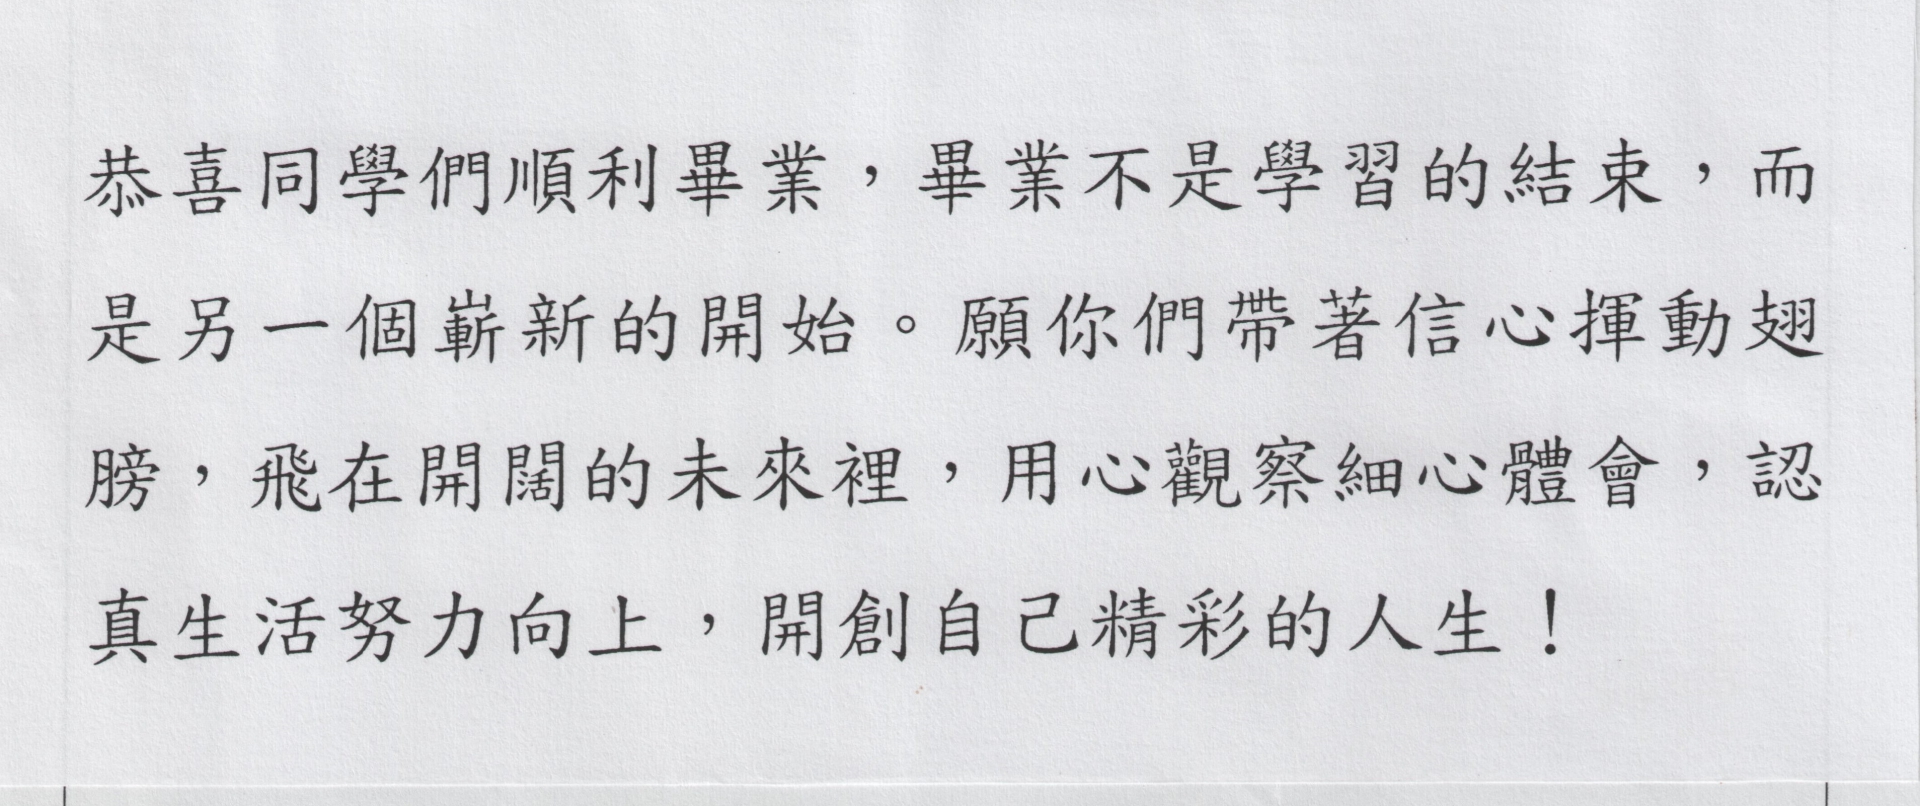 恭喜同學們順利畢業，畢業不是學習的結束，而
是另一個嶄新的開始。願你們帶著信心揮動翅
膀，飛在開闊的未來裡，用心觀察細心體會，認
真生活努力向上，開創自己精彩的人生！